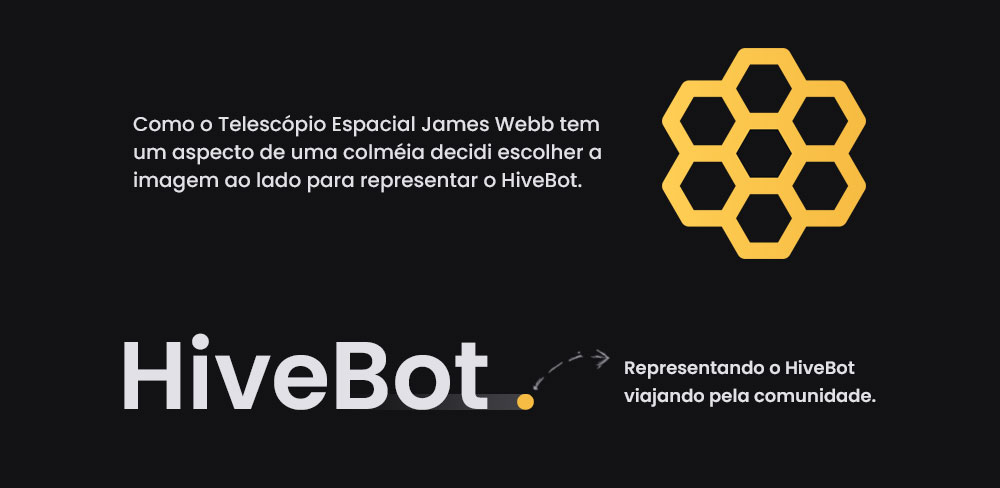 Como o Telescópio Espacial James Webb tem
um aspecto de uma colméia decidi escolher a
imagem ao lado para representar o HiveBot.
HiveBot
Representando o HiveBot
viajando pela comunidade.